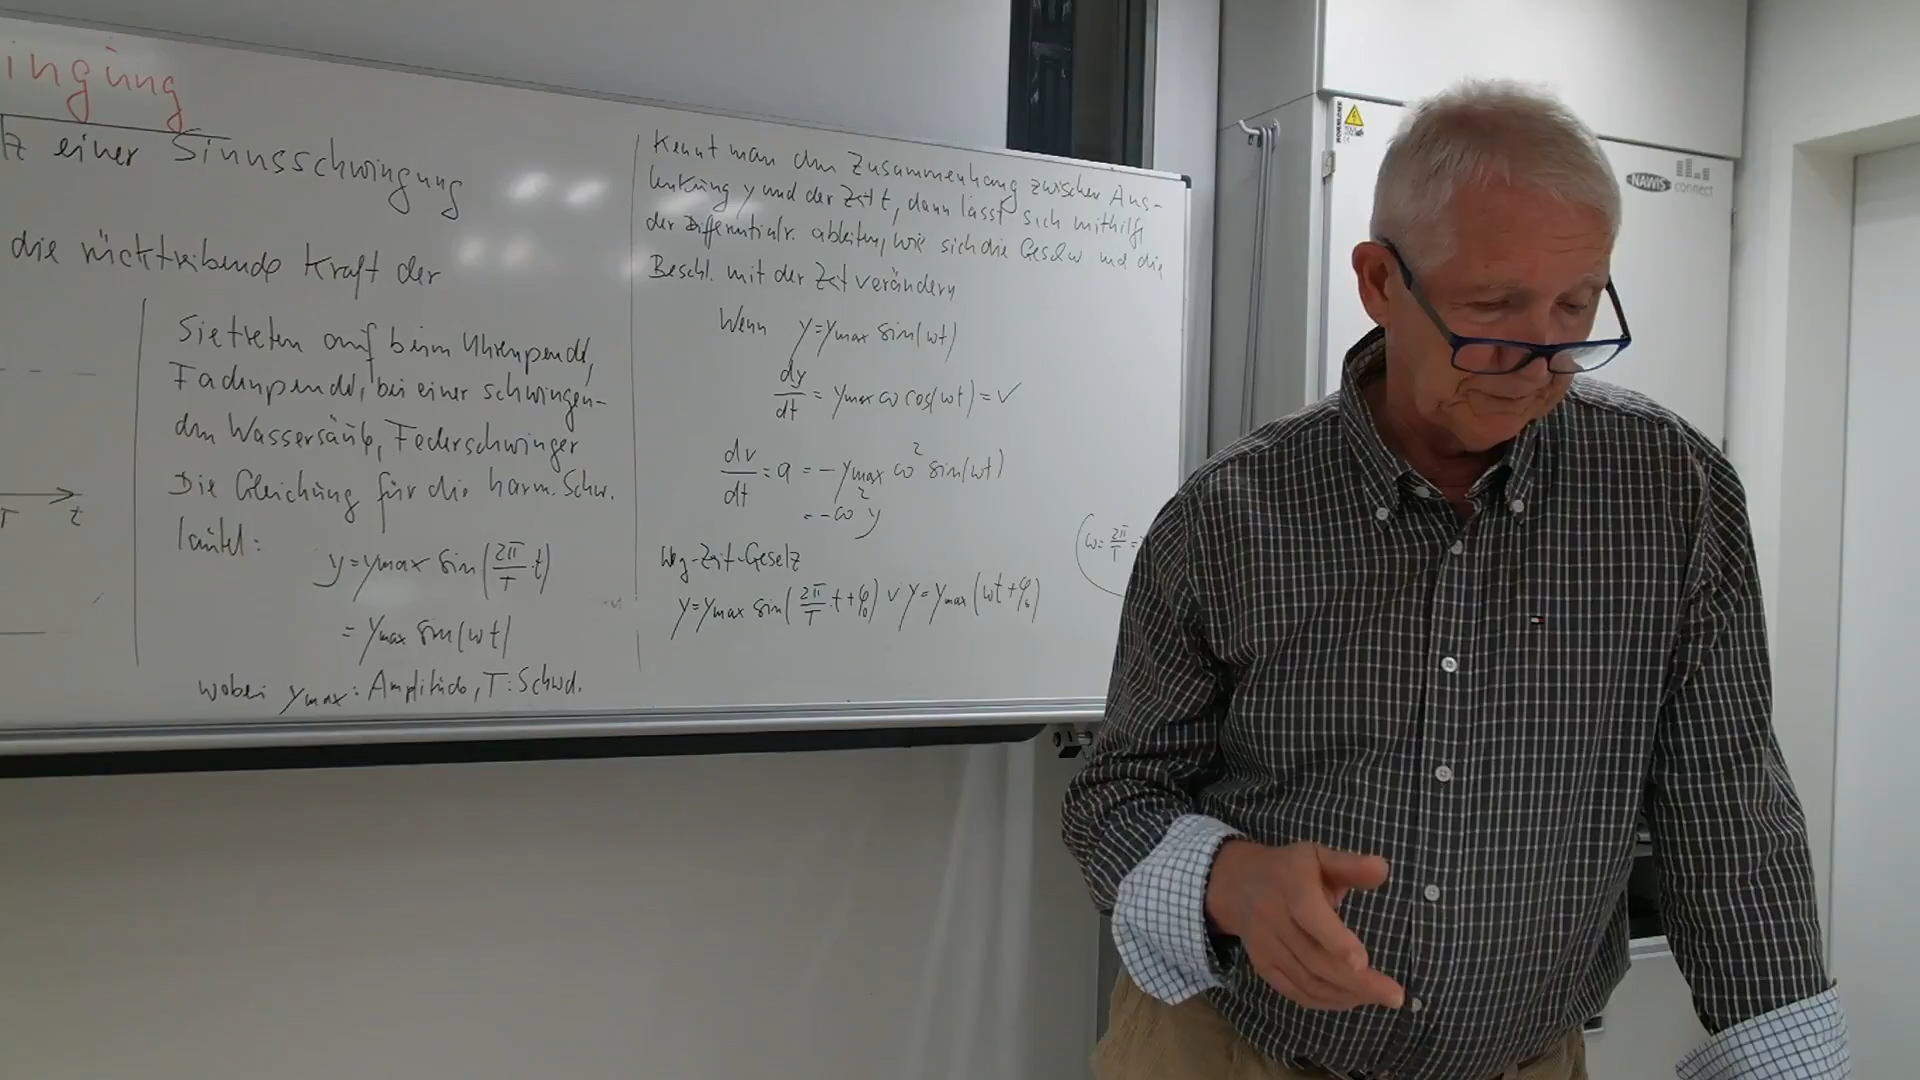 ingung
tz einer Sinusschwingung
die rücktreibende Kraft der
Sie treten auf beim Uhrenpendel,
Fadenpendel, bei einer schwingen-
den Wassersäule, Federschwinger
Die Gleichung für die harm. Schw.
lautet:
y=ymax sin(2π/T·t)
= ymax sin(ωt)
wobei ymax: Amplitude, T: Schwd.
T t
Kennt man den Zusammenhang zwischen Aus-
lenkung y und der Zeit t, dann lässt sich mithilfe
der Differentialr. ableiten, wie sich die Geschw und die
Beschl. mit der Zeit verändern
Wenn y=ymax sin(ωt)
dy/dt = ymax ω cos(ωt) = v
dv/dt = a = -ymax ω² sin(ωt)
= -ω² y
Weg-Zeit-Gesetz
y=ymax sin(2π/T·t+φ₀) v y=ymax(ωt+φ₀)
ω=2π/T=
NAWIS connect